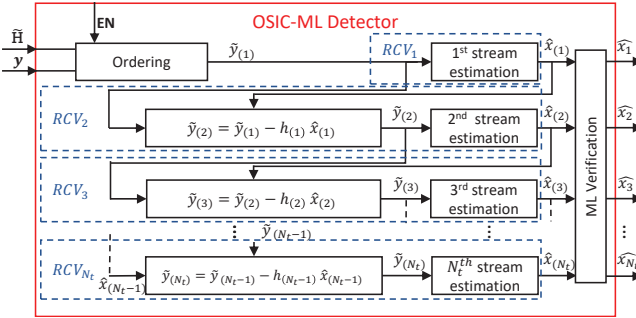 OSIC-ML Detector
EN
H̃
y
Ordering
ỹ(1)
RCV1
1st stream estimation
x̂(1)
x̂1
RCV2
ỹ(2) = ỹ(1) − h(1) x̂(1)
ỹ(2)
2nd stream estimation
x̂(2)
x̂2
ML Verification
RCV3
ỹ(3) = ỹ(2) − h(2) x̂(2)
ỹ(3)
3rd stream estimation
x̂(3)
x̂3
⋮
ỹ(Nt−1)
⋮
⋮
RCVNt
x̂(Nt−1)
ỹ(Nt) = ỹ(Nt−1) − h(Nt−1) x̂(Nt−1)
ỹ(Nt)
Ntth stream estimation
x̂(Nt)
x̂Nt